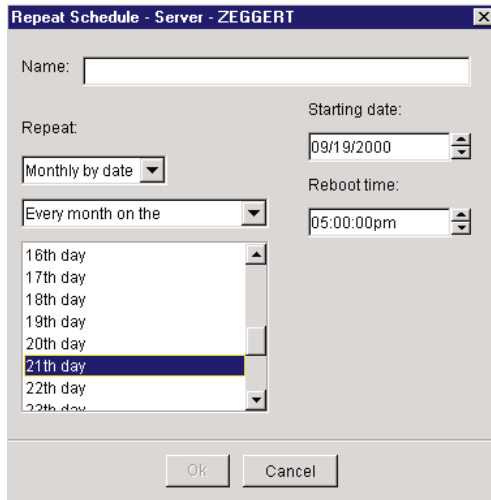 Repeat Schedule - Server - ZEGGERT
Name:
Repeat:
Monthly by date
Every month on the
16th day
17th day
18th day
19th day
20th day
21th day
22th day
23th day
Starting date:
09/19/2000
Reboot time:
05:00:00pm
Ok
Cancel